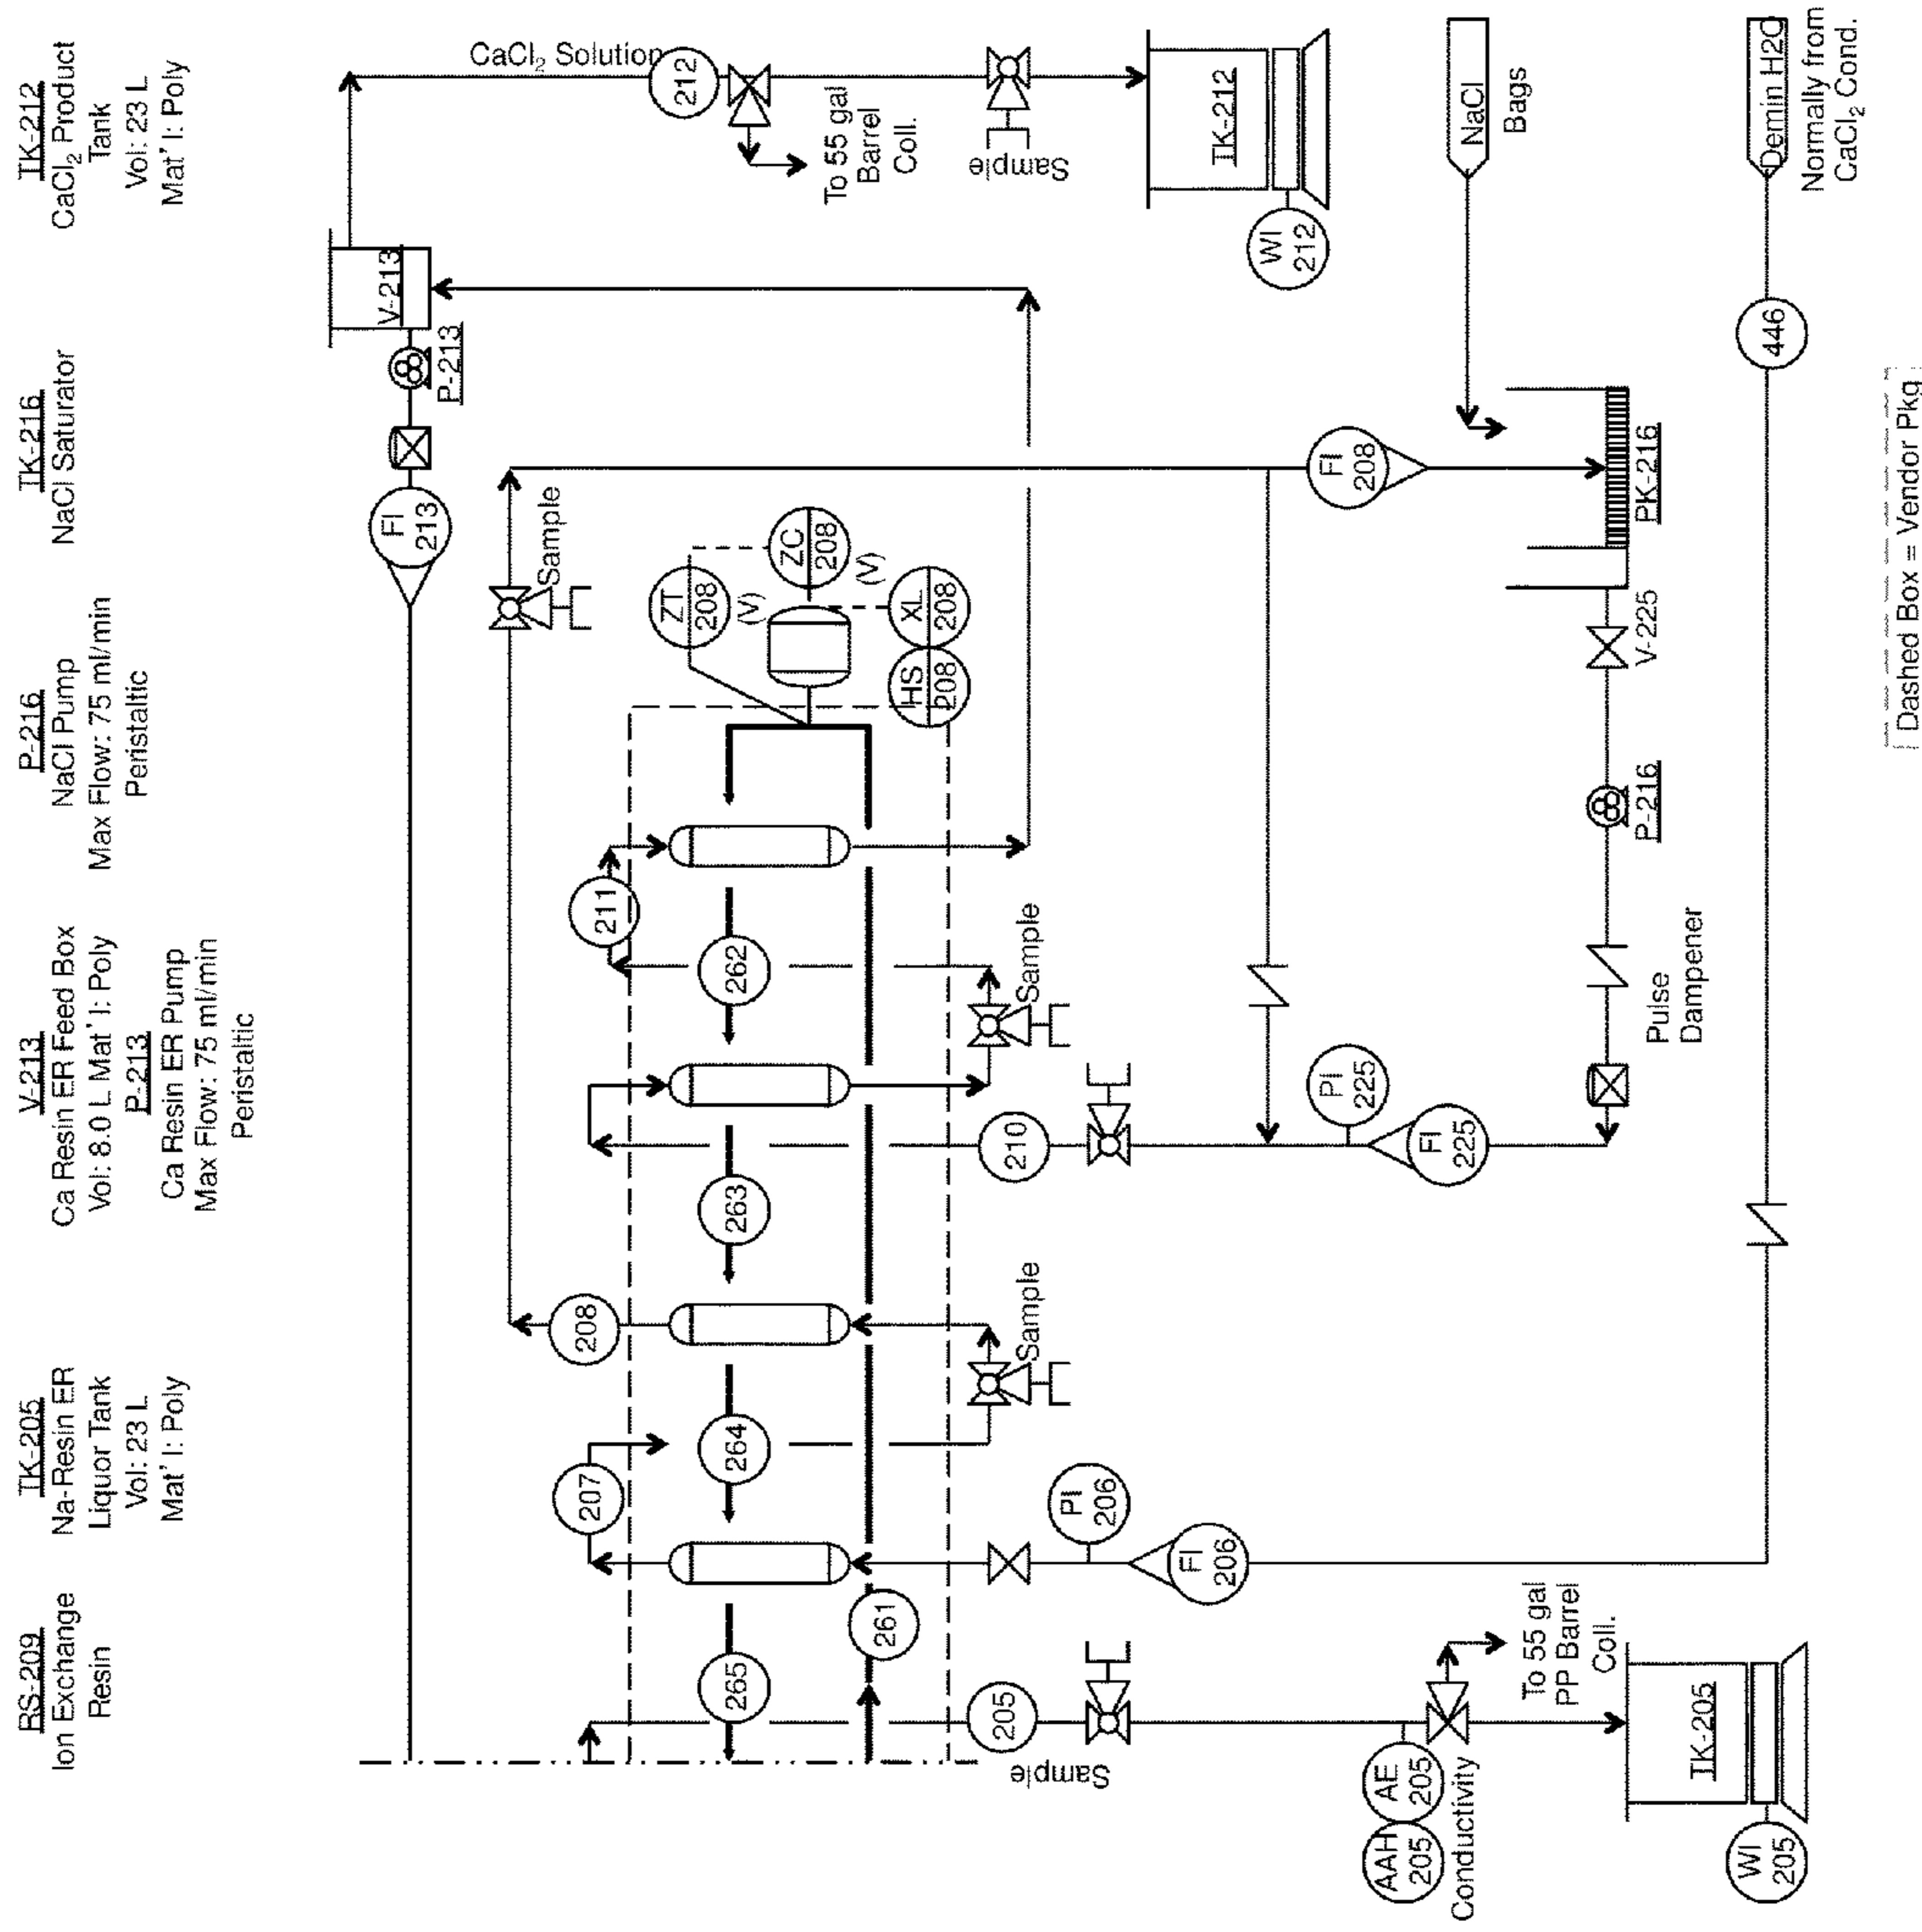 RS-209
Ion Exchange
Resin
TK-205
Na-Resin ER
Liquor Tank
Vol: 23 L
Mat'l: Poly
V-213
Ca Resin ER Feed Box
Vol: 8.0 L Mat'l: Poly
P-213
Ca Resin ER Pump
Max Flow: 75 ml/min
Peristaltic
P-216
NaCl Pump
Max Flow: 75 ml/min
Peristaltic
TK-216
NaCl Saturator
TK-212
CaCl₂ Product
Tank
Vol: 23 L
Mat'l: Poly
FI
213
P-213
V-213
CaCl₂ Solution
212
To 55 gal
Barrel
Coll.
Sample
TK-212
WI
212
Sample
207
208
211
ZT
208
(V)
ZC
208
(V)
HS
208
XL
208
265
264
263
262
261
Sample
Sample
205
Sample
210
PI
206
FI
206
PI
225
FI
225
FI
208
NaCl
Bags
AAH
205
AE
205
Conductivity
To 55 gal
PP Barrel
Coll.
TK-205
WI
205
Pulse
Dampener
P-216
V-225
PK-216
446
Demin H2O
Normally from
CaCl₂ Cond.
Dashed Box = Vendor Pkg